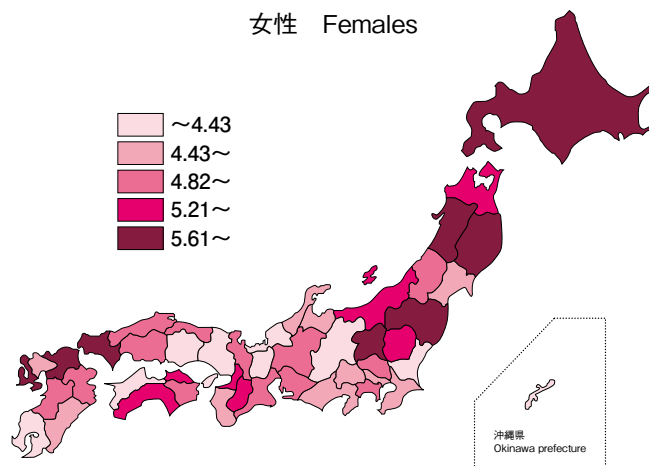 女性　Females
～4.43
4.43～
4.82～
5.21～
5.61～
沖縄県
Okinawa prefecture